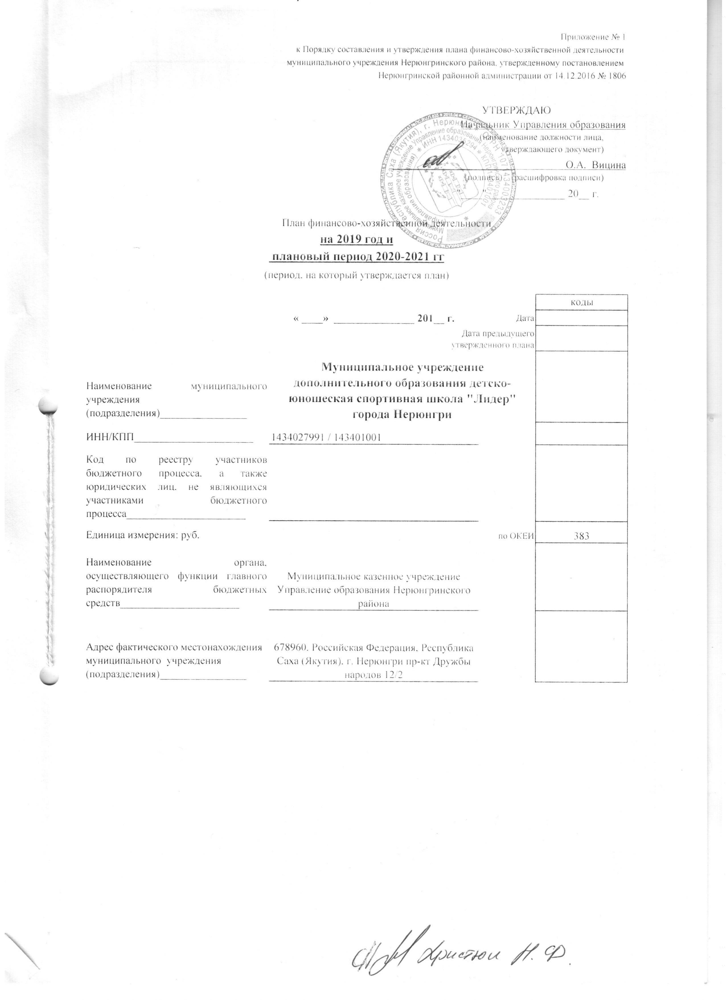 Приложение № 1
к Порядку составления и утверждения плана финансово-хозяйственной деятельности
муниципального учреждения Нерюнгринского района, утвержденному постановлением
Нерюнгринской районной администрации от 14.12.2016 № 1806
УТВЕРЖДАЮ
Начальник Управления образования
(наименование должности лица,
утверждающего документ)
О.А. Вицина
(подпись) (расшифровка подписи)
"____" ______________ 20__ г.
План финансово-хозяйственной деятельности
на 2019 год и
плановый период 2020-2021 гг
(период, на который утверждается план)
коды
« ____» _______________ 201__ г. Дата
Дата предыдущего
утвержденного плана
Наименование муниципального
учреждения
(подразделения)________________
Муниципальное учреждение
дополнительного образования детско-
юношеская спортивная школа "Лидер"
города Нерюнгри
ИНН/КПП______________________ 1434027991 / 143401001
Код по реестру участников
бюджетного процесса, а также
юридических лиц, не являющихся
участниками бюджетного
процесса______________________
Единица измерения: руб. по ОКЕИ 383
Наименование органа,
осуществляющего функции главного
распорядителя бюджетных
средств______________________
Муниципальное казенное учреждение
Управление образования Нерюнгринского
района
Адрес фактического местонахождения
муниципального учреждения
(подразделения)________________
678960, Российская Федерация, Республика
Саха (Якутия), г. Нерюнгри пр-кт Дружбы
народов 12/2
Россия Республика Саха (Якутия), г. Нерюнгри * ОГРН 1071434003233
Муниципальное казенное учреждение Управление образования Нерюнгринского района
(Управление образования) * ИНН 1434035294 * КПП 143401001
Н. Ф.